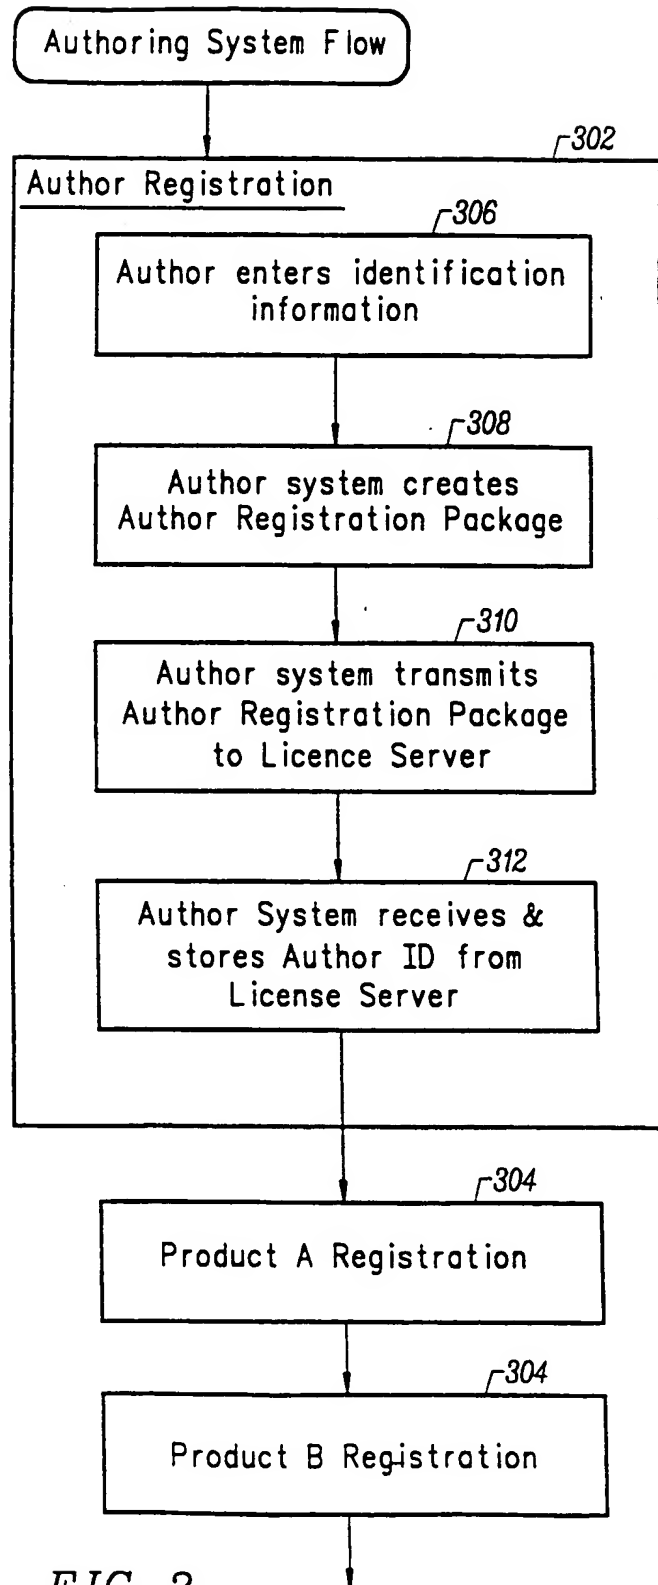 Authoring System Flow
302
Author Registration
306
Author enters identification
information
308
Author system creates
Author Registration Package
310
Author system transmits
Author Registration Package
to Licence Server
312
Author System receives &
stores Author ID from
License Server
304
Product A Registration
304
Product B Registration
FIG.